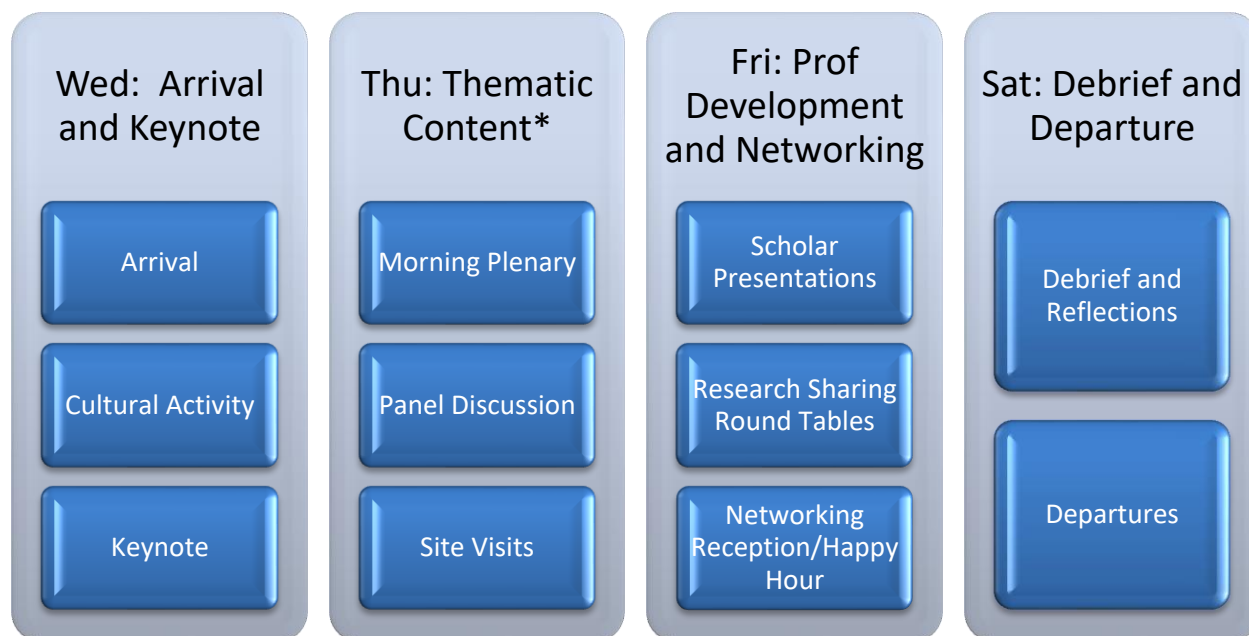 Wed:  Arrival
and Keynote
Arrival
Cultural Activity
Keynote
Thu: Thematic
Content*
Morning Plenary
Panel Discussion
Site Visits
Fri: Prof
Development
and Networking
Scholar
Presentations
Research Sharing
Round Tables
Networking
Reception/Happy
Hour
Sat: Debrief and
Departure
Debrief and
Reflections
Departures